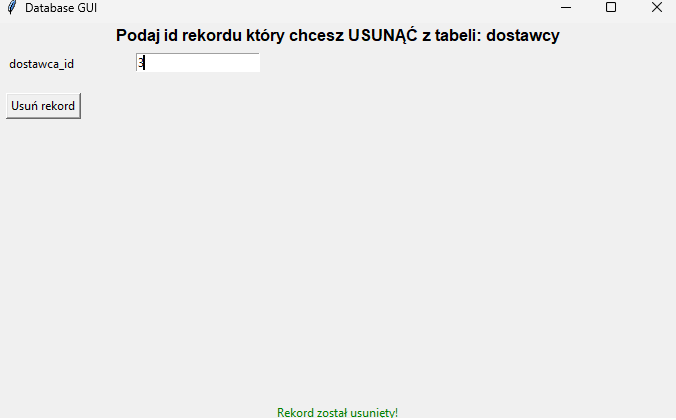 Database GUI
Podaj id rekordu który chcesz USUNĄĆ z tabeli: dostawcy
dostawca_id 3
Usuń rekord
Rekord został usunięty!